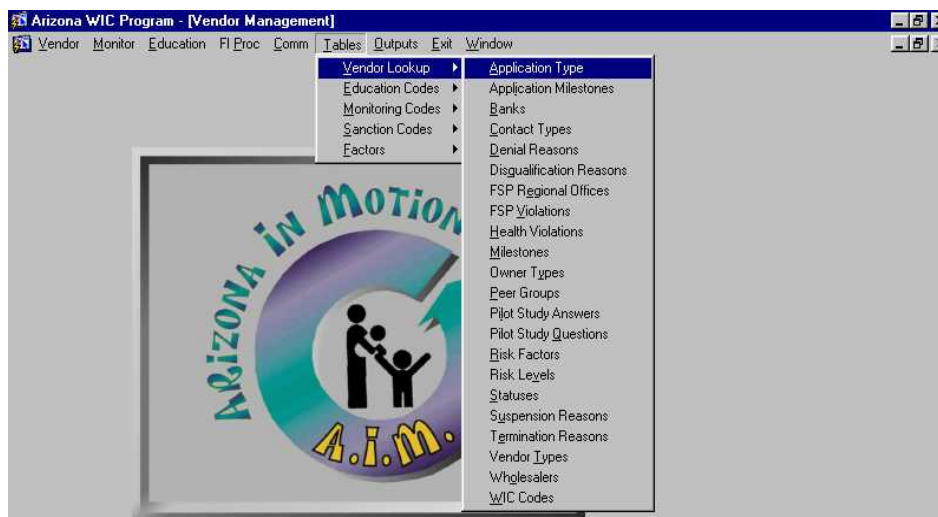 Arizona WIC Program - [Vendor Management]
Vendor Monitor Education FI Proc Comm Tables Outputs Exit Window
Vendor Lookup
Education Codes
Monitoring Codes
Sanction Codes
Factors
Application Type
Application Milestones
Banks
Contact Types
Denial Reasons
Disqualification Reasons
FSP Regional Offices
FSP Violations
Health Violations
Milestones
Owner Types
Peer Groups
Pilot Study Answers
Pilot Study Questions
Risk Factors
Risk Levels
Statuses
Suspension Reasons
Termination Reasons
Vendor Types
Wholesalers
WIC Codes
ARIZONA IN MOTION
A.I.M.